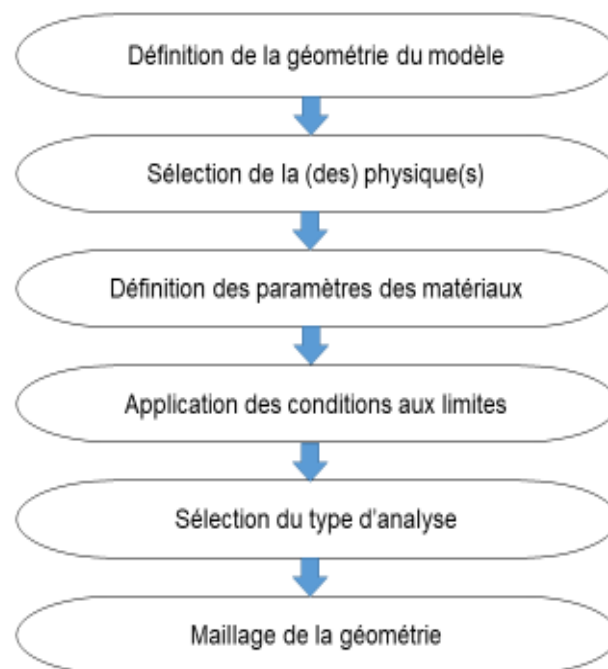 Définition de la géométrie du modèle
Sélection de la (des) physique(s)
Définition des paramètres des matériaux
Application des conditions aux limites
Sélection du type d'analyse
Maillage de la géométrie